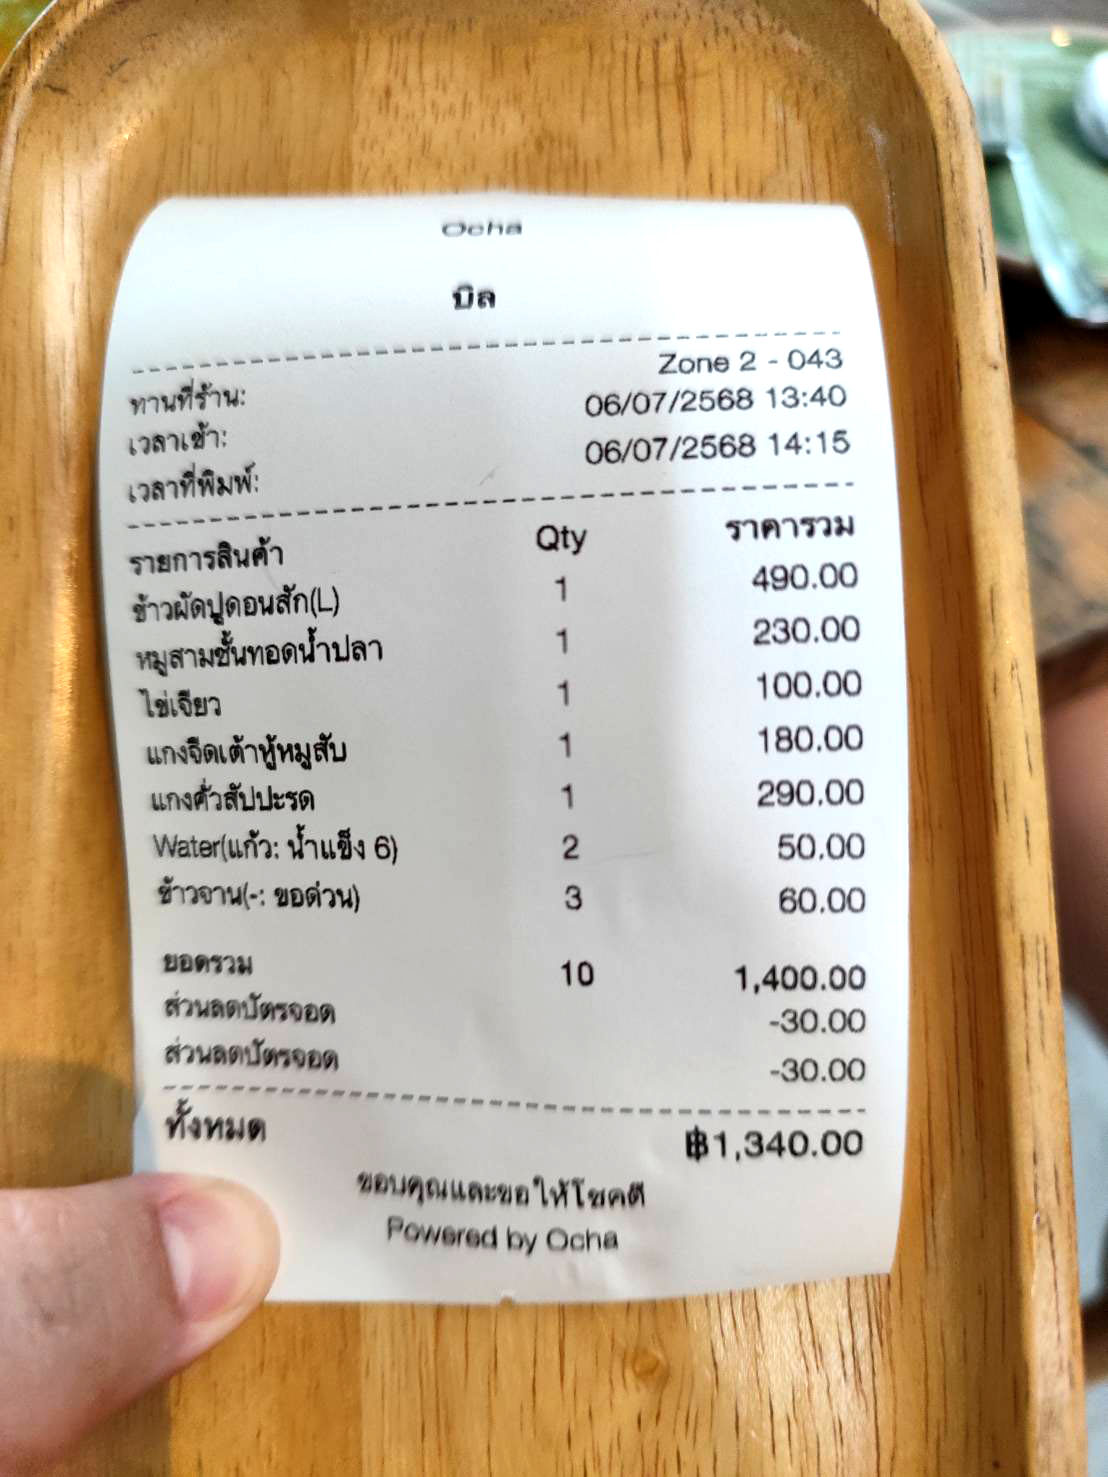 Ocha
บิล
ทานที่ร้าน: Zone 2 - 043
เวลาเข้า: 06/07/2568 13:40
เวลาที่พิมพ์: 06/07/2568 14:15
รายการสินค้า Qty ราคารวม
ข้าวผัดปูดอนสัก(L) 1 490.00
หมูสามชั้นทอดน้ำปลา 1 230.00
ไข่เจียว 1 100.00
แกงจืดเต้าหู้หมูสับ 1 180.00
แกงคั่วสัปปะรด 1 290.00
Water(แก้ว: น้ำแข็ง 6) 2 50.00
ข้าวจาน(-: ขอด่วน) 3 60.00
ยอดรวม 10 1,400.00
ส่วนลดบัตรจอด -30.00
ส่วนลดบัตรจอด -30.00
ทั้งหมด ฿1,340.00
ขอบคุณและขอให้โชคดี
Powered by Ocha